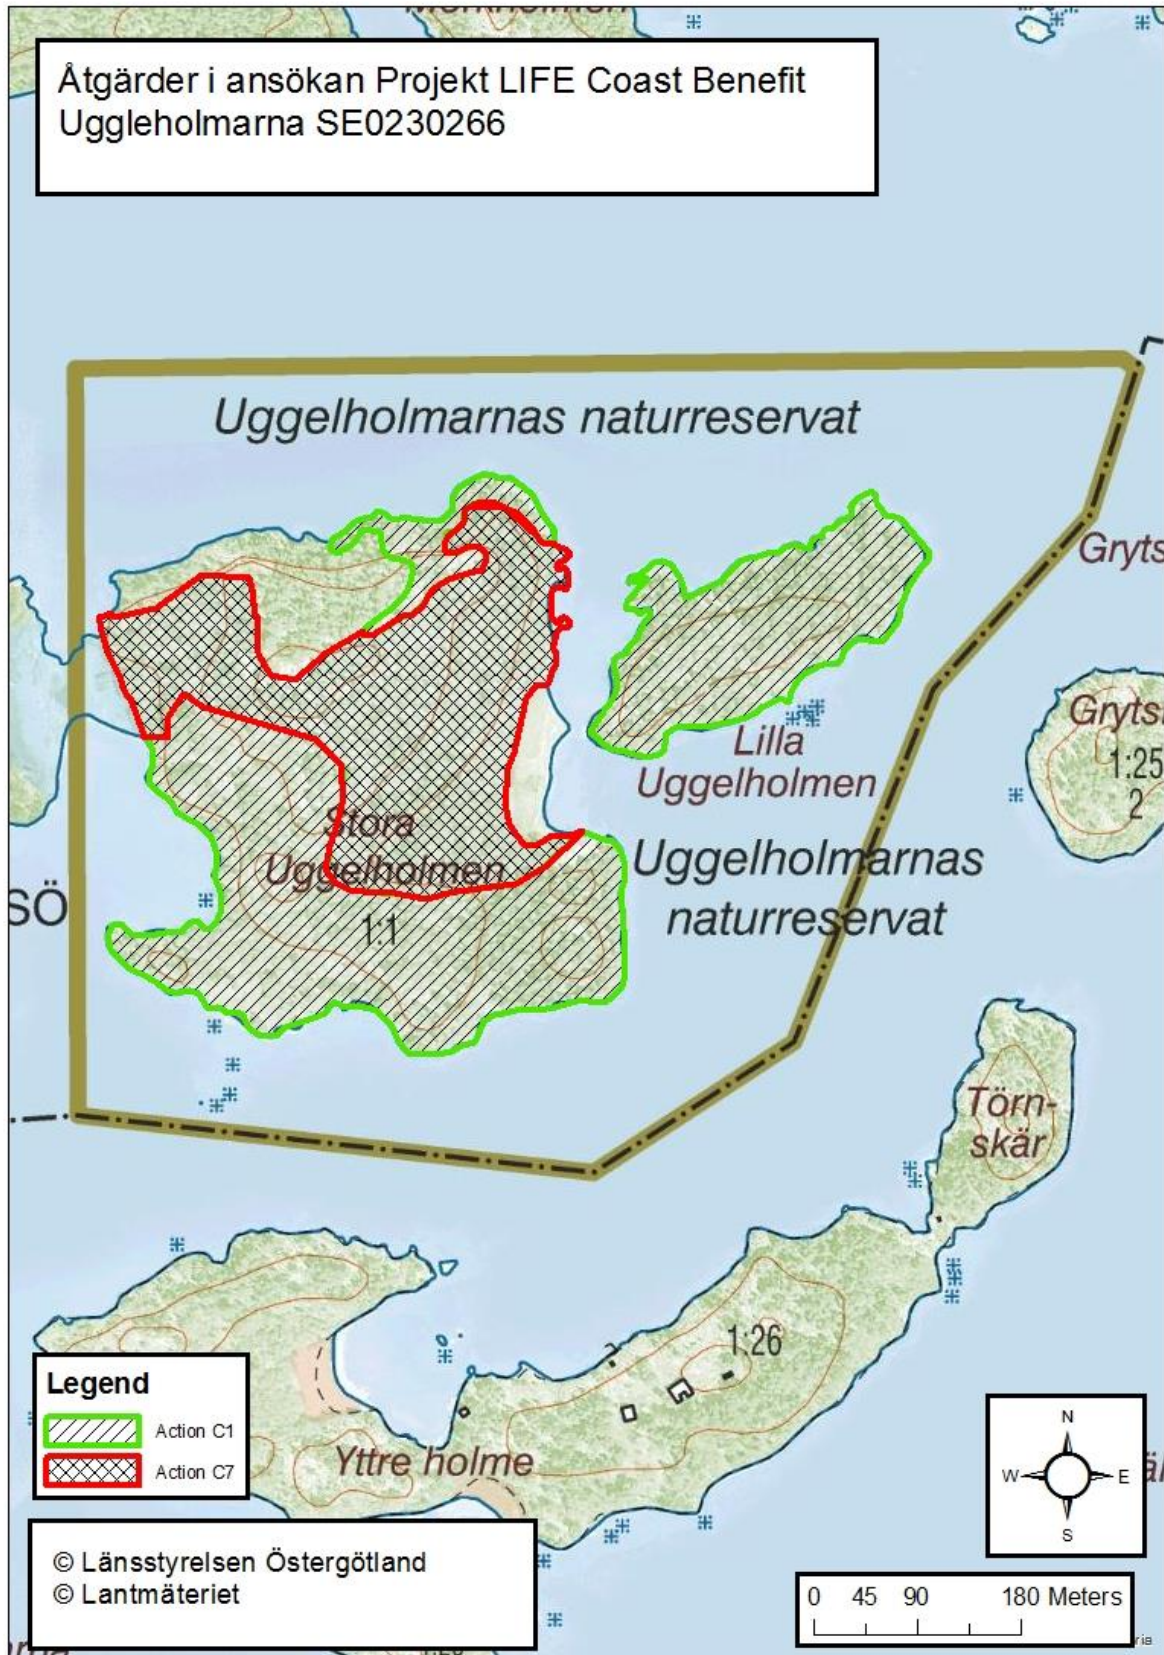 Åtgärder i ansökan Projekt LIFE Coast Benefit
Uggleholmarna SE0230266
Uggelholmarnas naturreservat
Gryts
Lilla
Uggelholmen
Gryts
1:25
2
Stora
Uggelholmen
1:1
Uggelholmarnas
naturreservat
SÖ
Törn-
skär
1:26
Yttre holme
Legend
Action C1
Action C7
N
W
E
S
© Länsstyrelsen Östergötland
© Lantmäteriet
0 45 90 180 Meters